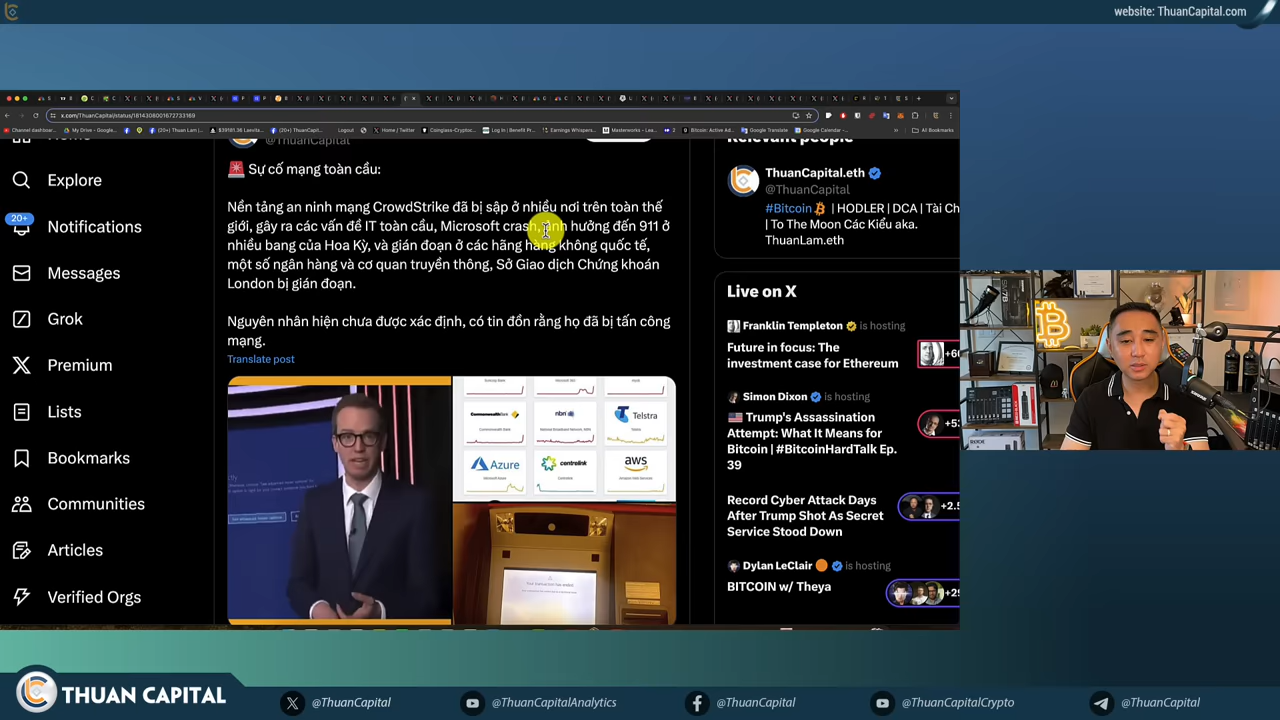 website: ThuanCapital.com
x.com/ThuanCapital/status/1814308001672733169
@ThuanCapital
🚨 Sự cố mạng toàn cầu:
Nền tảng an ninh mạng CrowdStrike đã bị sập ở nhiều nơi trên toàn thế
giới, gây ra các vấn đề IT toàn cầu, Microsoft crash, ảnh hưởng đến 911 ở
nhiều bang của Hoa Kỳ, và gián đoạn ở các hãng hàng không quốc tế,
một số ngân hàng và cơ quan truyền thông, Sở Giao dịch Chứng khoán
London bị gián đoạn.
Nguyên nhân hiện chưa được xác định, có tin đồn rằng họ đã bị tấn công
mạng.
Translate post
Explore
20+
Notifications
Messages
Grok
Premium
Lists
Bookmarks
Communities
Articles
Verified Orgs
nbn
Telstra
Azure
centrelink
aws
Relevant people
ThuanCapital.eth
@ThuanCapital
#Bitcoin | HODLER | DCA | Tài Ch
| To The Moon Các Kiểu aka.
ThuanLam.eth
Live on X
Franklin Templeton is hosting
Future in focus: The
investment case for Ethereum
Simon Dixon is hosting
🇺🇸 Trump's Assassination
Attempt: What It Means for
Bitcoin | #BitcoinHardTalk Ep.
39
Record Cyber Attack Days
After Trump Shot As Secret
Service Stood Down
Dylan LeClair is hosting
BITCOIN w/ Theya
THUAN CAPITAL
@ThuanCapital
@ThuanCapitalAnalytics
@ThuanCapital
@ThuanCapitalCrypto
@ThuanCapital